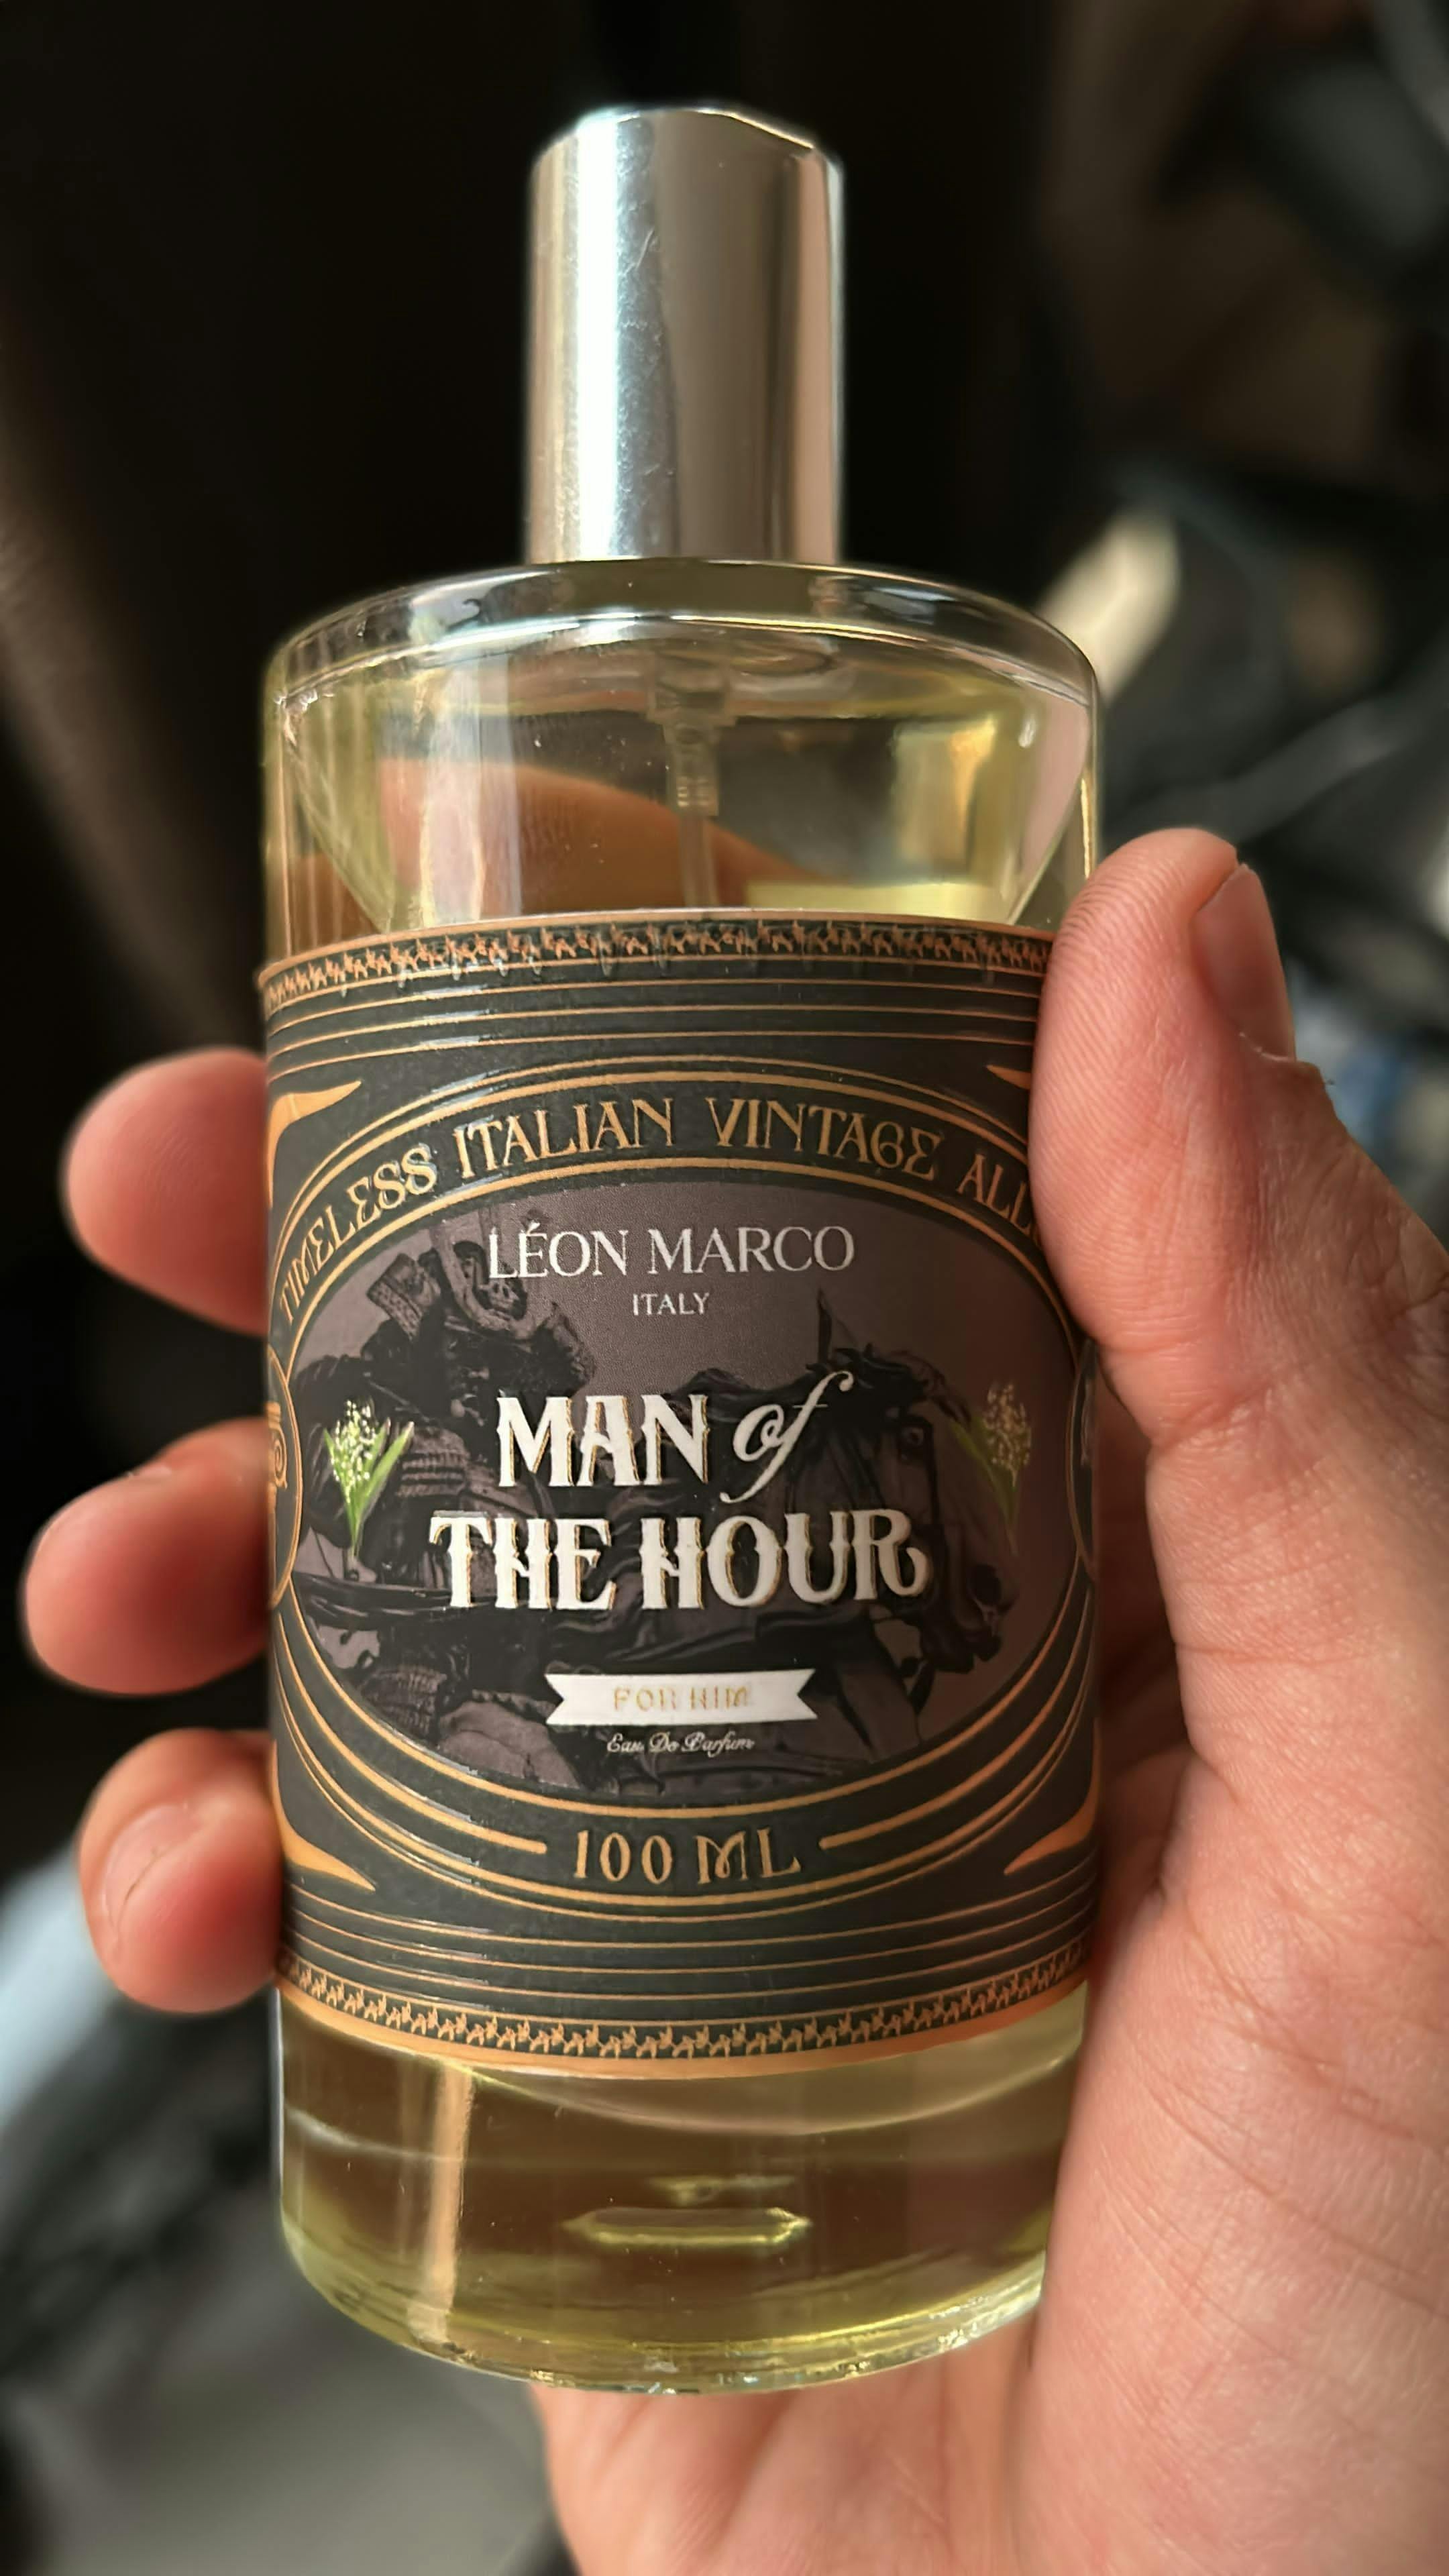 TIMELESS ITALIAN VINTAGE
LÉON MARCO
ITALY
MAN of
THE HOUR
FOR HIM
Eau De Parfum
100 ML